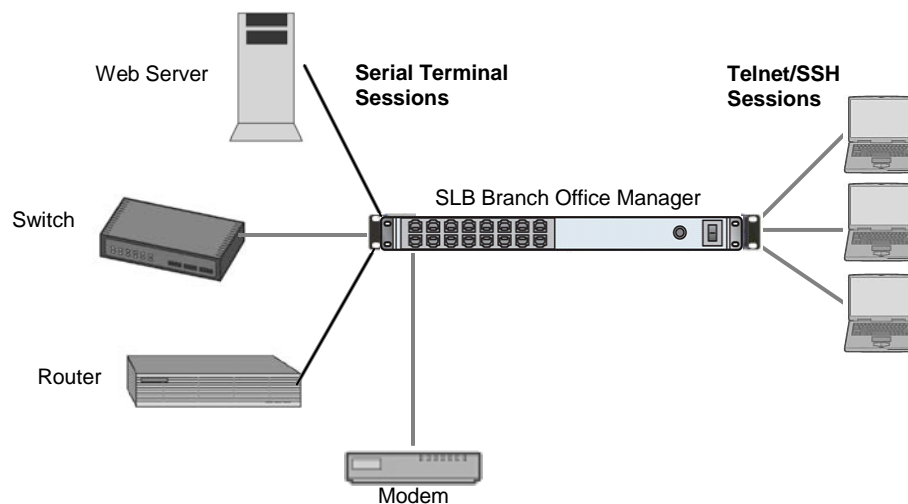 Web Server
Serial Terminal
Sessions
Telnet/SSH
Sessions
Switch
SLB Branch Office Manager
Router
Modem